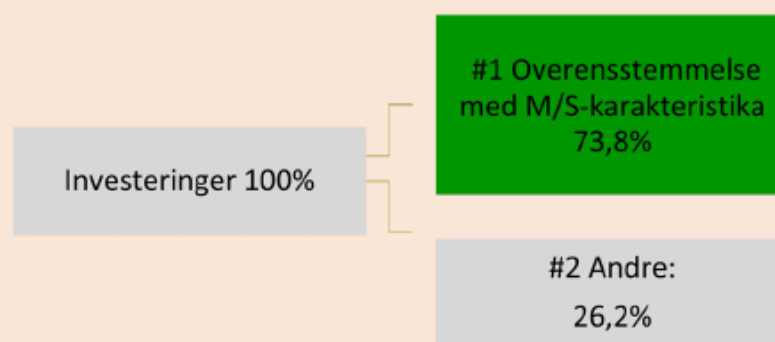 Investeringer 100%
#1 Overensstemmelse
med M/S-karakteristika
73,8%
#2 Andre:
26,2%